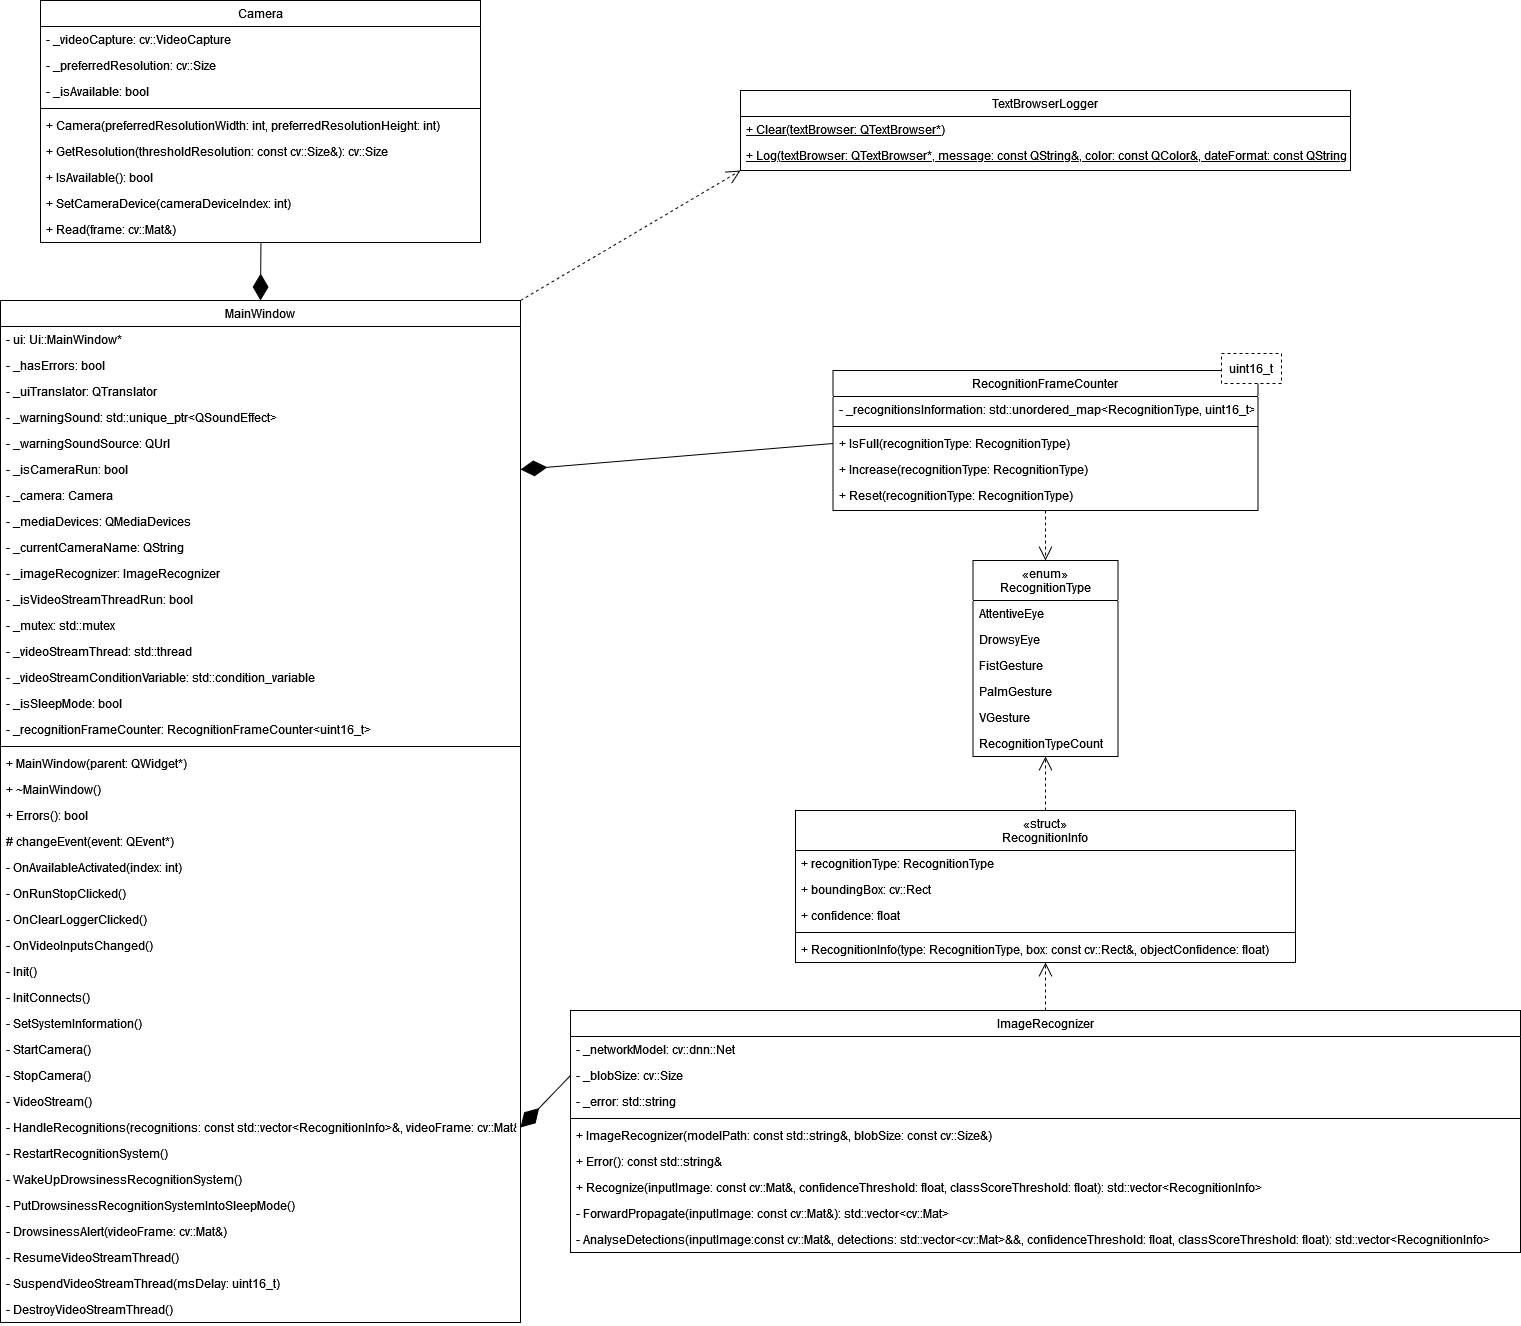 Camera
- _videoCapture: cv::VideoCapture
- _preferredResolution: cv::Size
- _isAvailable: bool
+ Camera(preferredResolutionWidth: int, preferredResolutionHeight: int)
+ GetResolution(thresholdResolution: const cv::Size&): cv::Size
+ IsAvailable(): bool
+ SetCameraDevice(cameraDeviceIndex: int)
+ Read(frame: cv::Mat&)
TextBrowserLogger
+ Clear(textBrowser: QTextBrowser*)
+ Log(textBrowser: QTextBrowser*, message: const QString&, color: const QColor&, dateFormat: const QString
MainWindow
- ui: Ui::MainWindow*
- _hasErrors: bool
- _uiTranslator: QTranslator
- _warningSound: std::unique_ptr<QSoundEffect>
- _warningSoundSource: QUrl
- _isCameraRun: bool
- _camera: Camera
- _mediaDevices: QMediaDevices
- _currentCameraName: QString
- _imageRecognizer: ImageRecognizer
- _isVideoStreamThreadRun: bool
- _mutex: std::mutex
- _videoStreamThread: std::thread
- _videoStreamConditionVariable: std::condition_variable
- _isSleepMode: bool
- _recognitionFrameCounter: RecognitionFrameCounter<uint16_t>
+ MainWindow(parent: QWidget*)
+ ~MainWindow()
+ Errors(): bool
# changeEvent(event: QEvent*)
- OnAvailableActivated(index: int)
- OnRunStopClicked()
- OnClearLoggerClicked()
- OnVideoInputsChanged()
- Init()
- InitConnects()
- SetSystemInformation()
- StartCamera()
- StopCamera()
- VideoStream()
- HandleRecognitions(recognitions: const std::vector<RecognitionInfo>&, videoFrame: cv::Mat&
- RestartRecognitionSystem()
- WakeUpDrowsinessRecognitionSystem()
- PutDrowsinessRecognitionSystemIntoSleepMode()
- DrowsinessAlert(videoFrame: cv::Mat&)
- ResumeVideoStreamThread()
- SuspendVideoStreamThread(msDelay: uint16_t)
- DestroyVideoStreamThread()
uint16_t
RecognitionFrameCounter
- _recognitionsInformation: std::unordered_map<RecognitionType, uint16_t>
+ IsFull(recognitionType: RecognitionType)
+ Increase(recognitionType: RecognitionType)
+ Reset(recognitionType: RecognitionType)
«enum»
RecognitionType
AttentiveEye
DrowsyEye
FistGesture
PalmGesture
VGesture
RecognitionTypeCount
«struct»
RecognitionInfo
+ recognitionType: RecognitionType
+ boundingBox: cv::Rect
+ confidence: float
+ RecognitionInfo(type: RecognitionType, box: const cv::Rect&, objectConfidence: float)
ImageRecognizer
- _networkModel: cv::dnn::Net
- _blobSize: cv::Size
- _error: std::string
+ ImageRecognizer(modelPath: const std::string&, blobSize: const cv::Size&)
+ Error(): const std::string&
+ Recognize(inputImage: const cv::Mat&, confidenceThreshold: float, classScoreThreshold: float): std::vector<RecognitionInfo>
- ForwardPropagate(inputImage: const cv::Mat&): std::vector<cv::Mat>
- AnalyseDetections(inputImage:const cv::Mat&, detections: std::vector<cv::Mat>&&, confidenceThreshold: float, classScoreThreshold: float): std::vector<RecognitionInfo>